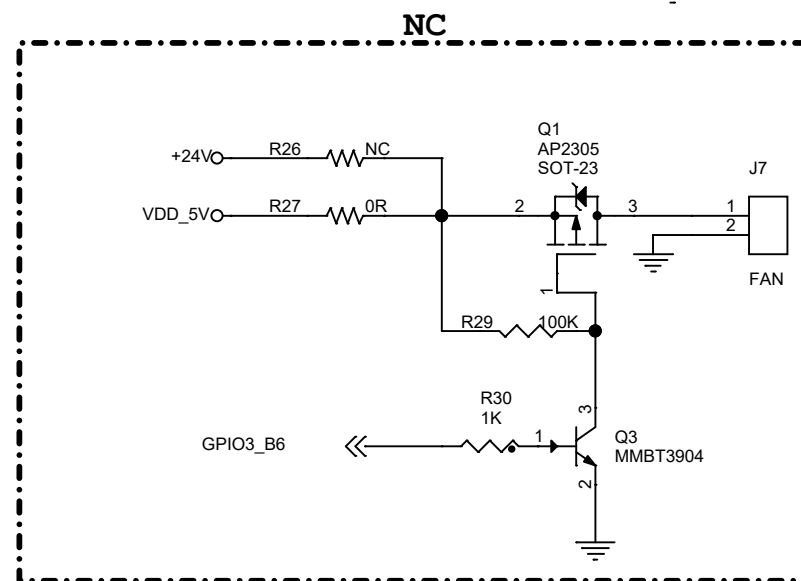 NC
+24V R26 NC
VDD_5V R27 0R
Q1
AP2305
SOT-23
2 3
J7
1
2
FAN
1
R29 100K
R30
1K
GPIO3_B6
1
3
Q3
MMBT3904
2